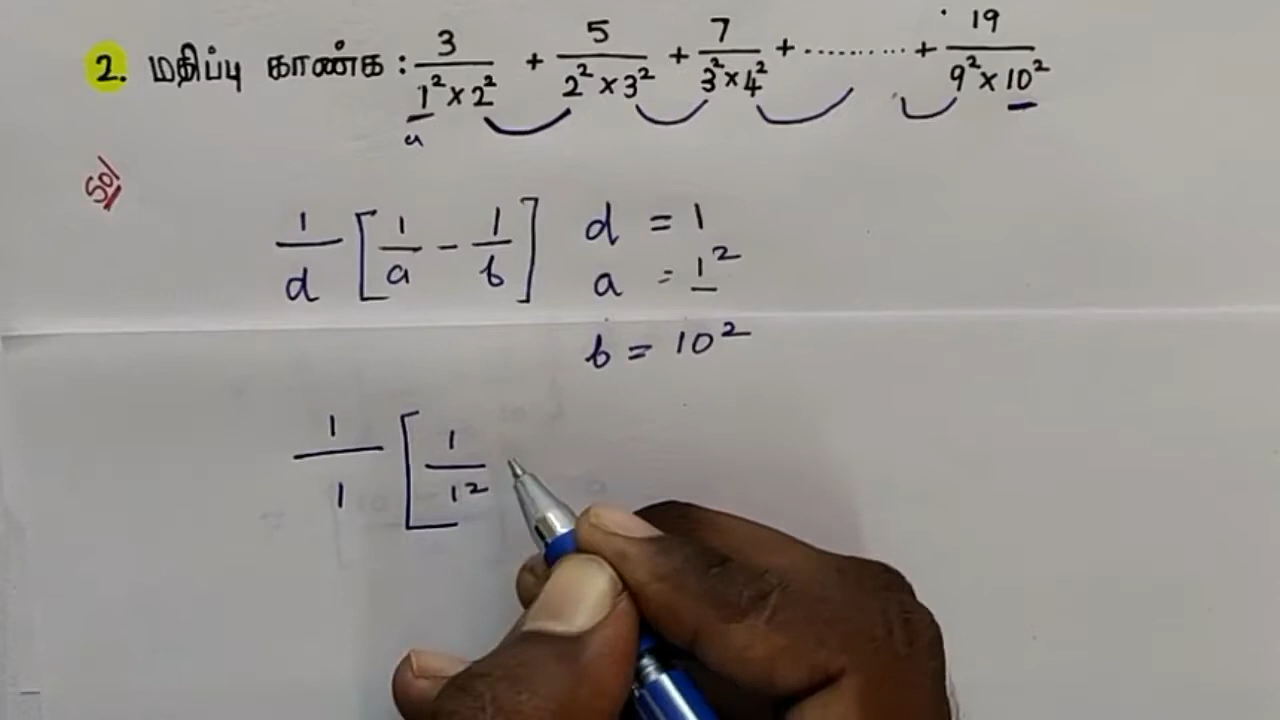 2. மதிப்பு காண்க : 3/(1² × 2²) + 5/(2² × 3²) + 7/(3² × 4²) + .......... + 19/(9² × 10²)
a
Sol
1/d [1/a - 1/b] d = 1
a = 1²
b = 10²
1/1 [1/1²